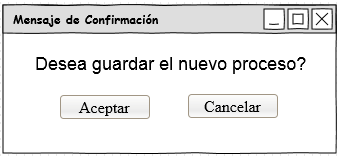 Mensaje de Confirmación
Desea guardar el nuevo proceso?
Aceptar
Cancelar